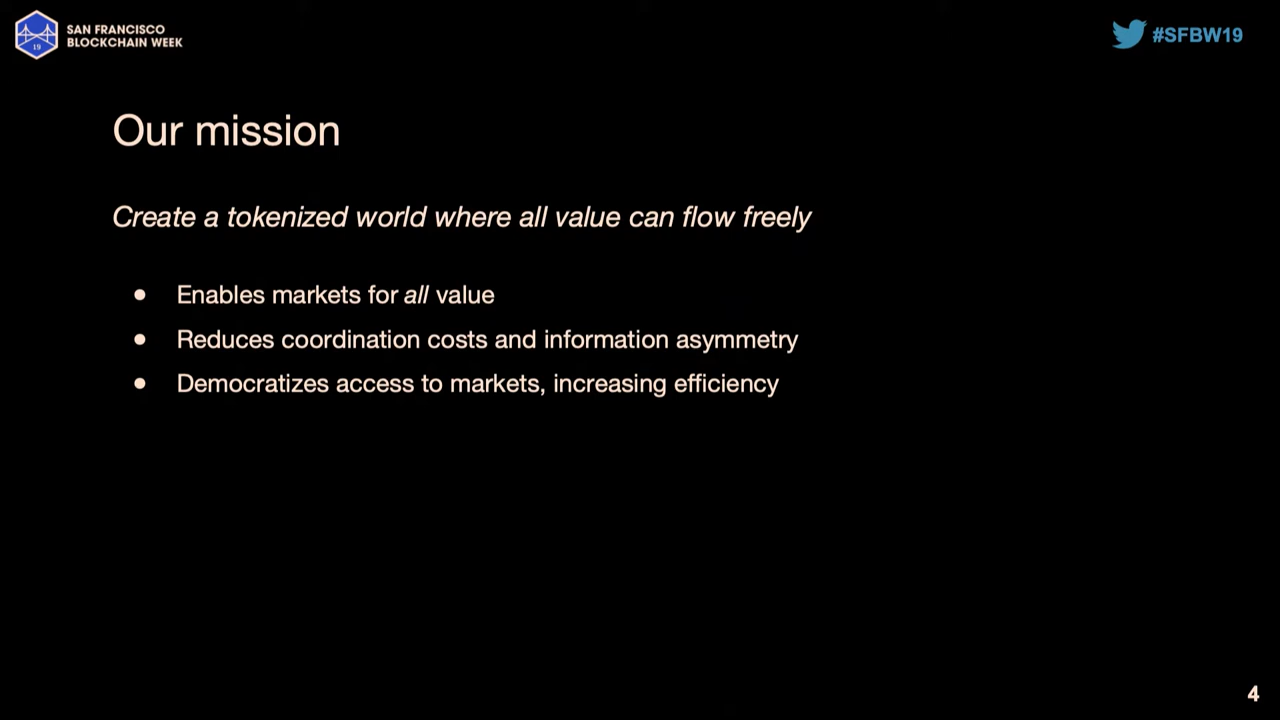 SAN FRANCISCO
BLOCKCHAIN WEEK
19
#SFBW19
Our mission
Create a tokenized world where all value can flow freely
● Enables markets for all value
● Reduces coordination costs and information asymmetry
● Democratizes access to markets, increasing efficiency
4